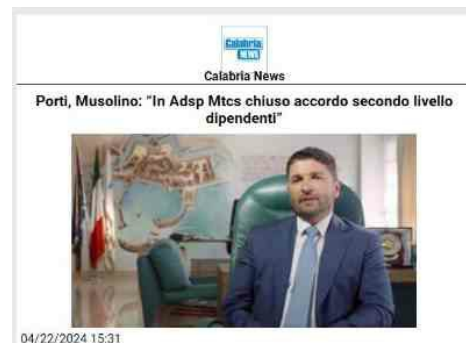 Calabria
NEWS
Calabria News
Porti, Musolino: “In Adsp Mtcs chiuso accordo secondo livello
dipendenti”
04/22/2024 15:31